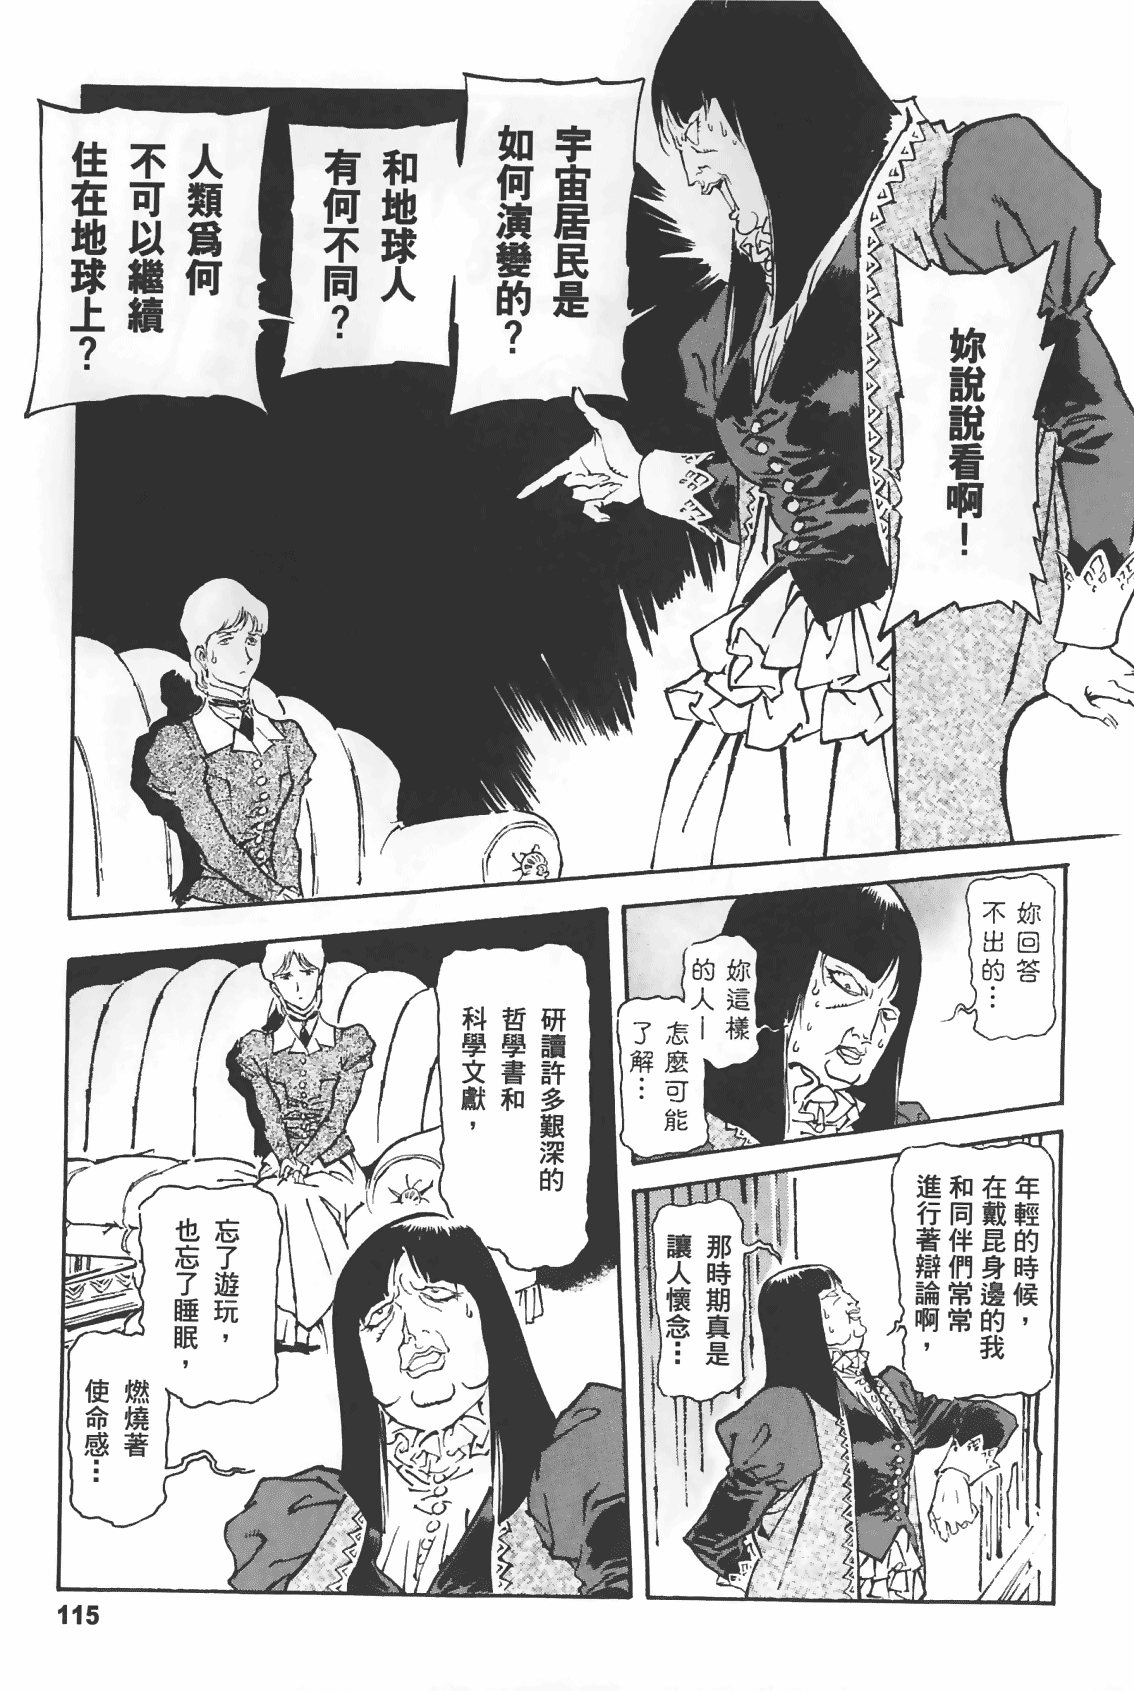 妳說說看啊！
宇宙居民是
如何演變的？
和地球人
有何不同？
人類爲何
不可以繼續
住在地球上？
妳回答
不出的…
妳這樣
的人—
怎麼可能
了解…
年輕的時候，
在戴昆身邊的我
和同伴們常常
進行著辯論啊，
那時期真是
讓人懷念…
研讀許多艱深的
哲學書和
科學文獻，
忘了遊玩，
也忘了睡眠，
燃燒著
使命感…
115